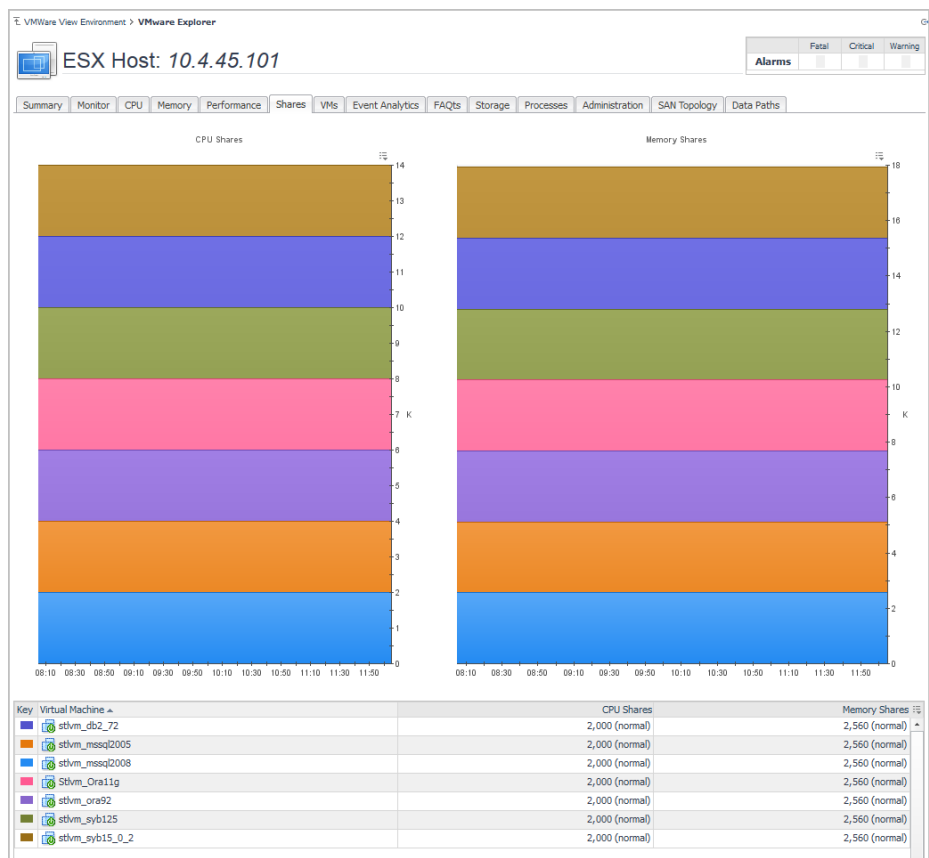 VMWare View Environment > VMware Explorer
ESX Host: 10.4.45.101
Fatal Critical Warning
Alarms
Summary Monitor CPU Memory Performance Shares VMs Event Analytics FAQts Storage Processes Administration SAN Topology Data Paths
CPU Shares
14
13
12
11
10
9
8
7 K
6
5
4
3
2
1
0
08:10 08:30 08:50 09:10 09:30 09:50 10:10 10:30 10:50 11:10 11:30 11:50
Memory Shares
18
16
14
12
10
K
8
6
4
2
0
08:10 08:30 08:50 09:10 09:30 09:50 10:10 10:30 10:50 11:10 11:30 11:50
Key Virtual Machine CPU Shares Memory Shares
stlvm_db2_72 2,000 (normal) 2,560 (normal)
stlvm_mssql2005 2,000 (normal) 2,560 (normal)
stlvm_mssql2008 2,000 (normal) 2,560 (normal)
Stlvm_Ora11g 2,000 (normal) 2,560 (normal)
stlvm_ora92 2,000 (normal) 2,560 (normal)
stlvm_syb125 2,000 (normal) 2,560 (normal)
stlvm_syb15_0_2 2,000 (normal) 2,560 (normal)